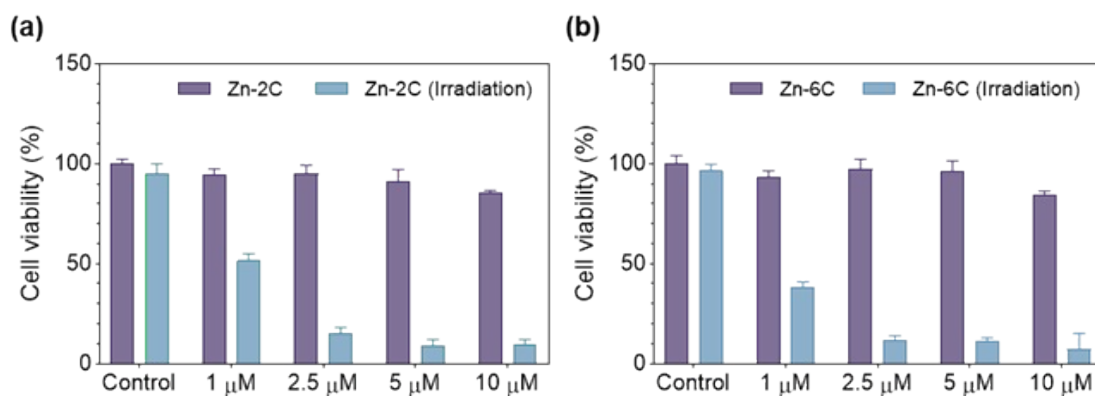 (a)
150
100
50
0
Cell viability (%)
Zn-2C
Zn-2C (Irradiation)
Control
1 μM
2.5 μM
5 μM
10 μM
(b)
150
100
50
0
Cell viability (%)
Zn-6C
Zn-6C (Irradiation)
Control
1 μM
2.5 μM
5 μM
10 μM